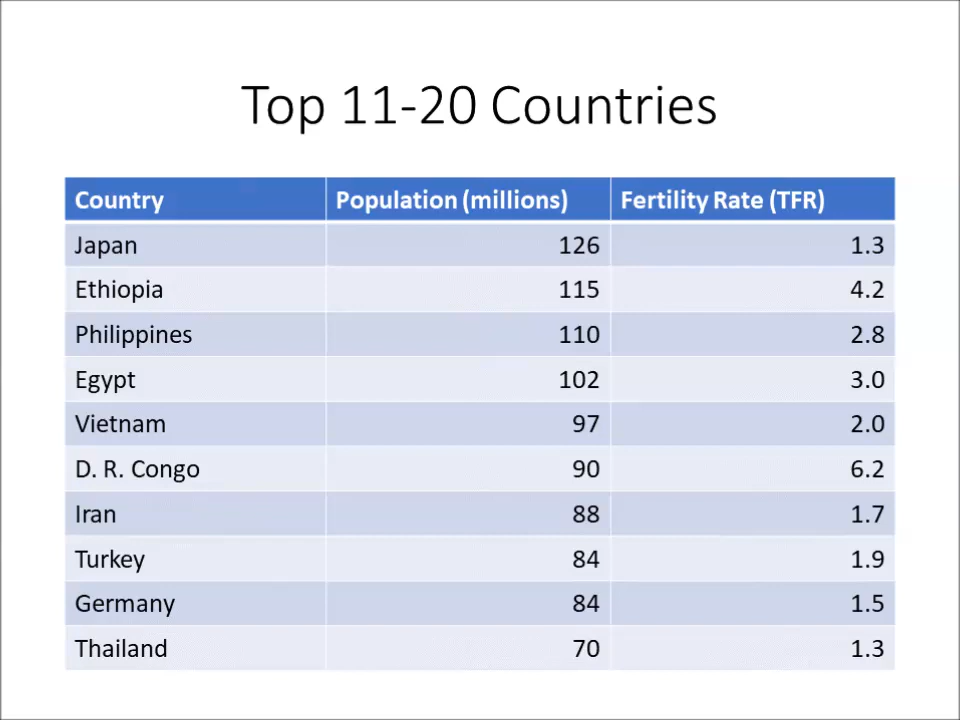 Top 11-20 Countries
Country Population (millions) Fertility Rate (TFR)
Japan 126 1.3
Ethiopia 115 4.2
Philippines 110 2.8
Egypt 102 3.0
Vietnam 97 2.0
D. R. Congo 90 6.2
Iran 88 1.7
Turkey 84 1.9
Germany 84 1.5
Thailand 70 1.3